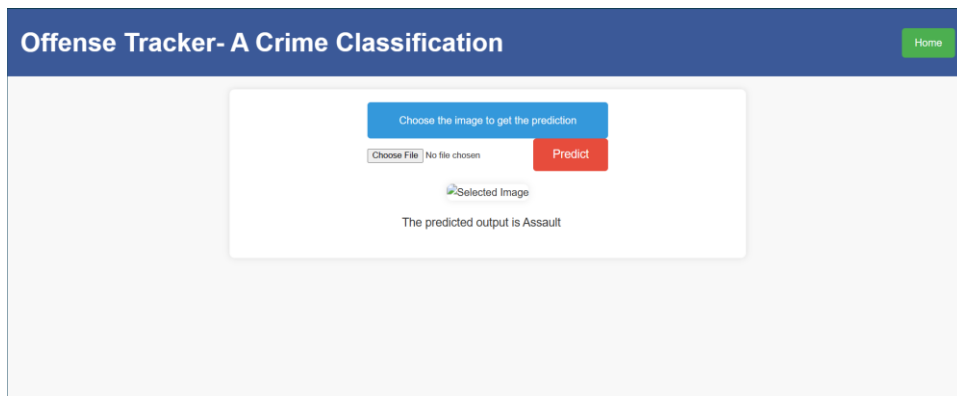 Offense Tracker- A Crime Classification
Home
Choose the image to get the prediction
Choose File No file chosen
Predict
Selected Image
The predicted output is Assault